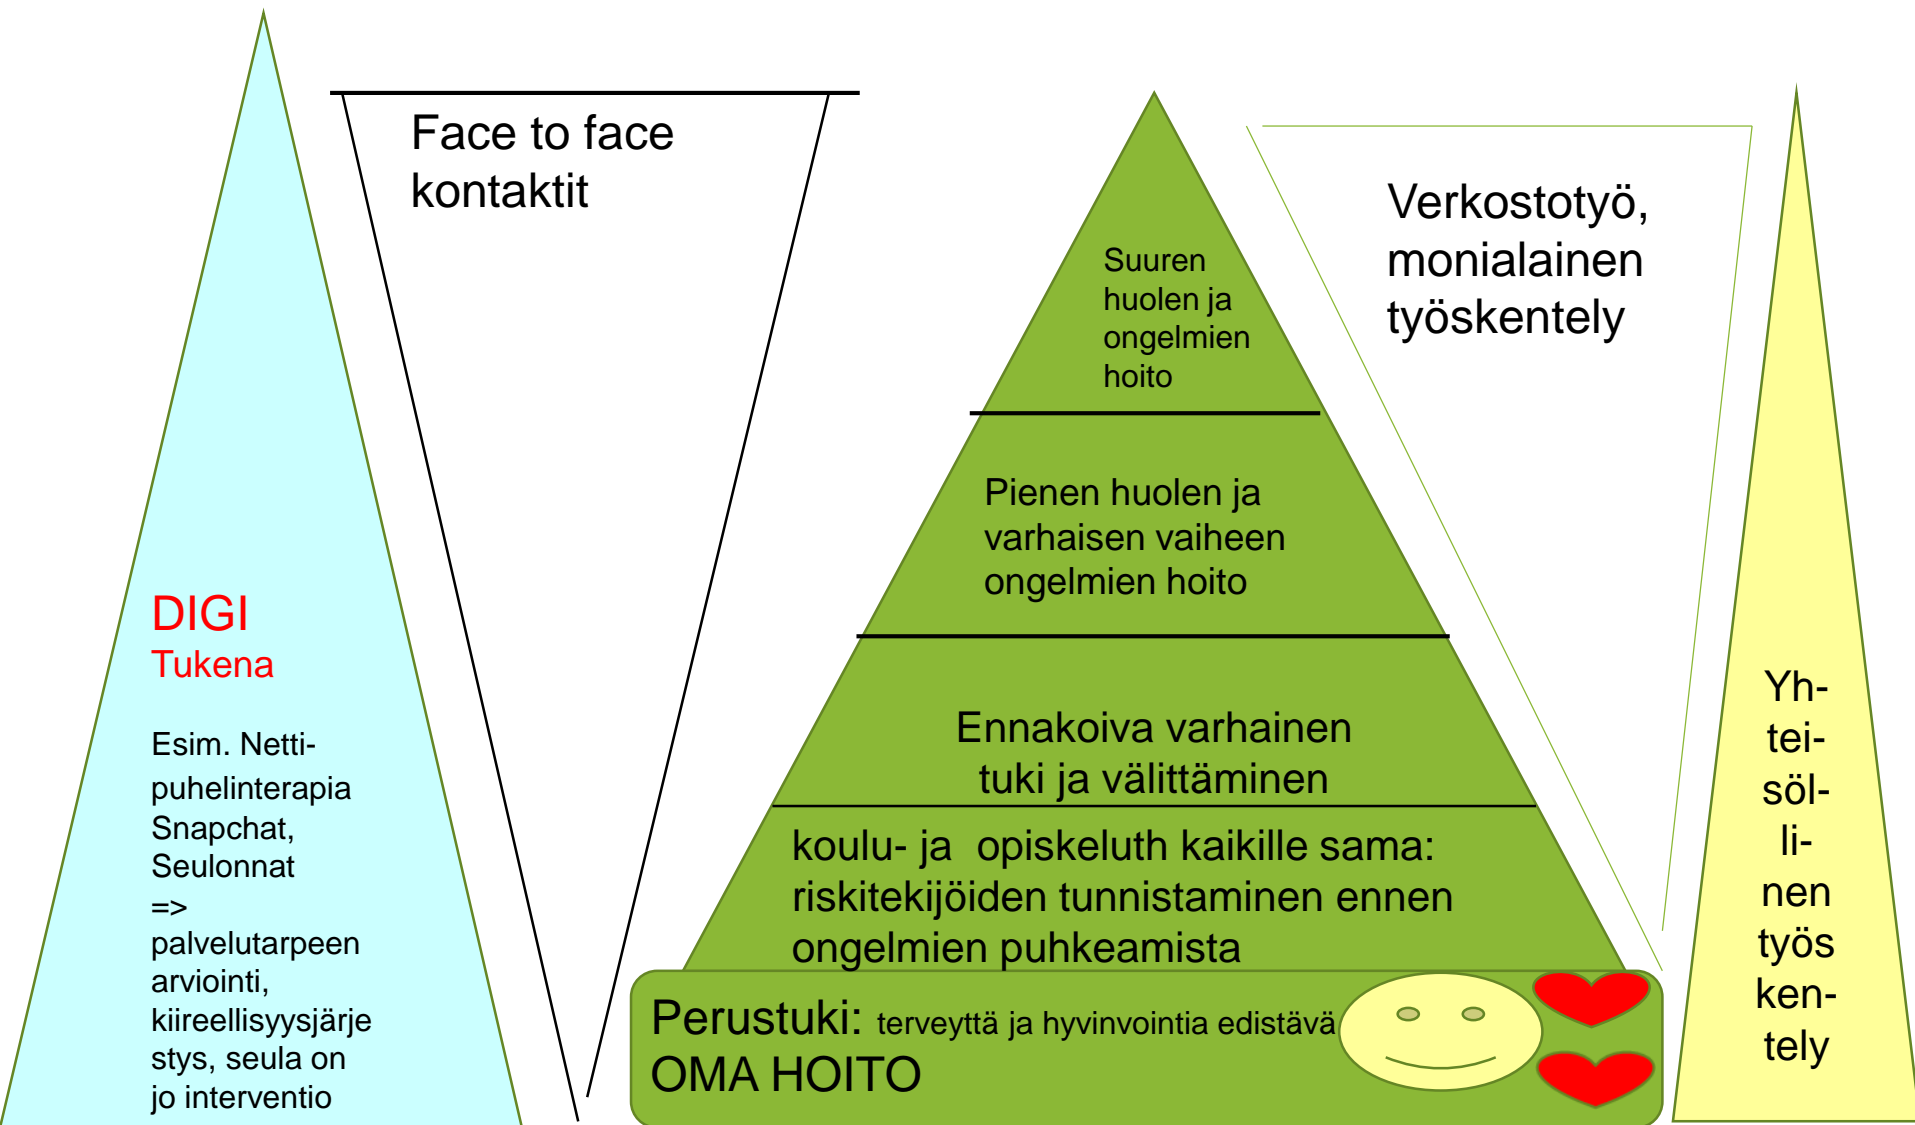 Face to face
kontaktit
DIGI
Tukena
Esim. Netti-
puhelinterapia
Snapchat,
Seulonnat
=>
palvelutarpeen
arviointi,
kiireellisyysjärje
stys, seula on
jo interventio
Suuren
huolen ja
ongelmien
hoito
Pienen huolen ja
varhaisen vaiheen
ongelmien hoito
Ennakoiva varhainen
tuki ja välittäminen
koulu- ja  opiskeluth kaikille sama:
riskitekijöiden tunnistaminen ennen
ongelmien puhkeamista
Perustuki: terveyttä ja hyvinvointia edistävä
OMA HOITO
Verkostotyö,
monialainen
työskentely
Yh-
tei-
söl-
li-
nen
työs
ken-
tely